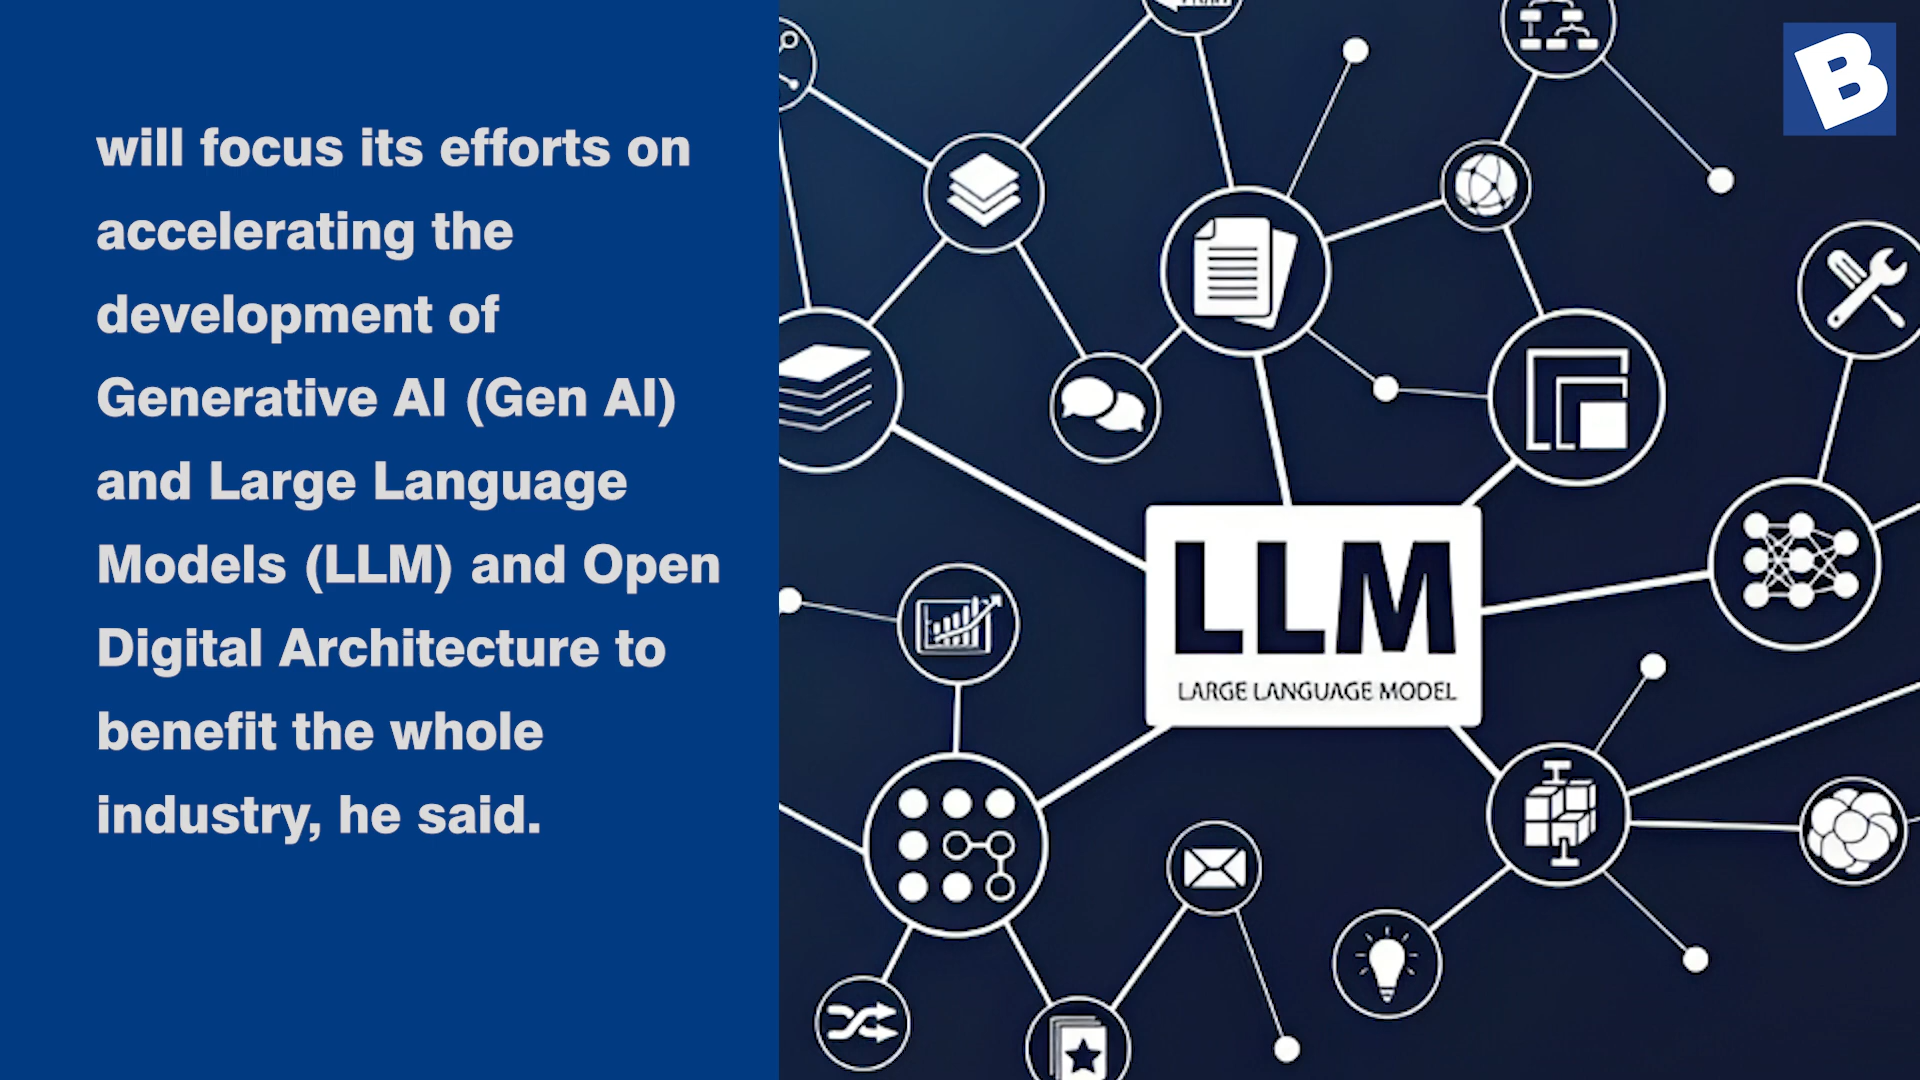 will focus its efforts on
accelerating the
development of
Generative AI (Gen AI)
and Large Language
Models (LLM) and Open
Digital Architecture to
benefit the whole
industry, he said.
B
LLM
LARGE LANGUAGE MODEL